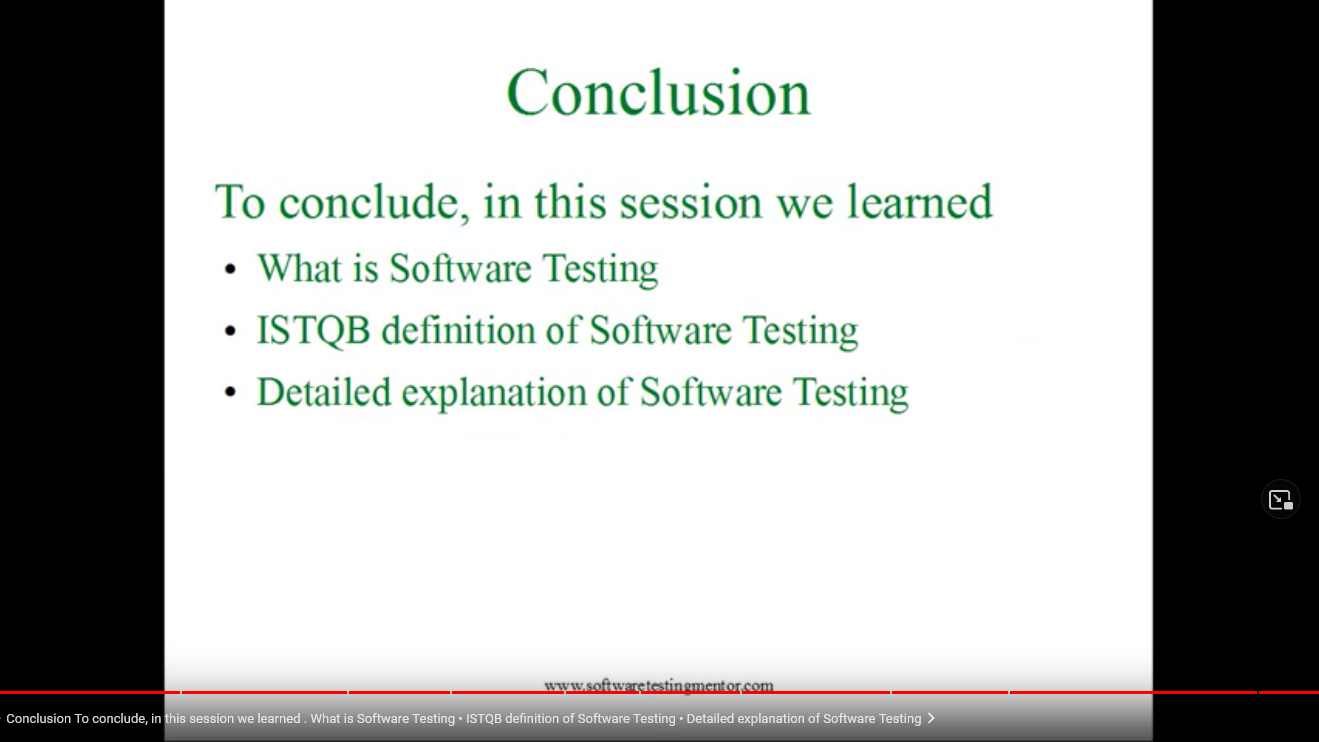 Conclusion
To conclude, in this session we learned
• What is Software Testing
• ISTQB definition of Software Testing
• Detailed explanation of Software Testing
www.softwaretestingmentor.com
Conclusion To conclude, in this session we learned . What is Software Testing • ISTQB definition of Software Testing • Detailed explanation of Software Testing